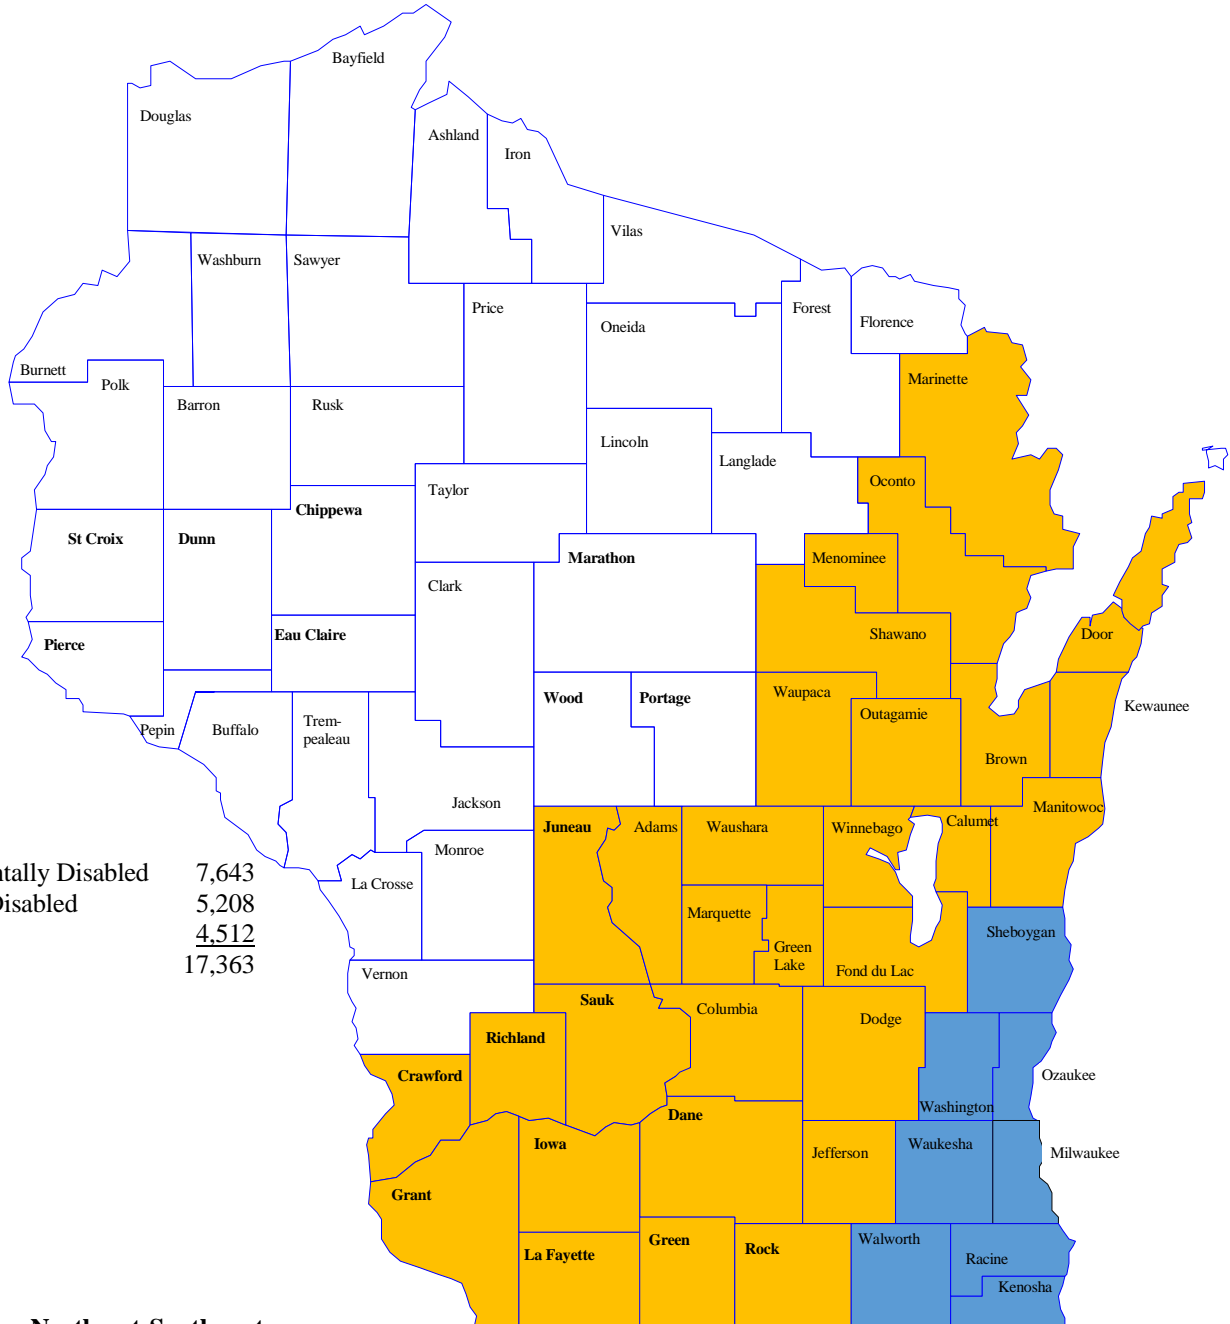 Bayfield
Douglas
Ashland
Iron
Vilas
Washburn
Sawyer
Price
Forest
Florence
Oneida
Burnett
Polk
Marinette
Barron
Rusk
Lincoln
Langlade
Oconto
Taylor
Chippewa
St Croix
Dunn
Marathon
Menominee
Clark
Eau Claire
Shawano
Door
Pierce
Wood
Portage
Waupaca
Kewaunee
Outagamie
Pepin
Buffalo
Trem-
pealeau
Brown
Jackson
Manitowoc
Juneau
Adams
Waushara
Winnebago
Calumet
Monroe
La Crosse
tally Disabled 7,643
Disabled 5,208
4,512
17,363
Marquette
Green
Lake
Sheboygan
Fond du Lac
Vernon
Sauk
Columbia
Dodge
Richland
Crawford
Ozaukee
Washington
Dane
Iowa
Jefferson
Waukesha
Milwaukee
Grant
La Fayette
Green
Rock
Walworth
Racine
Kenosha